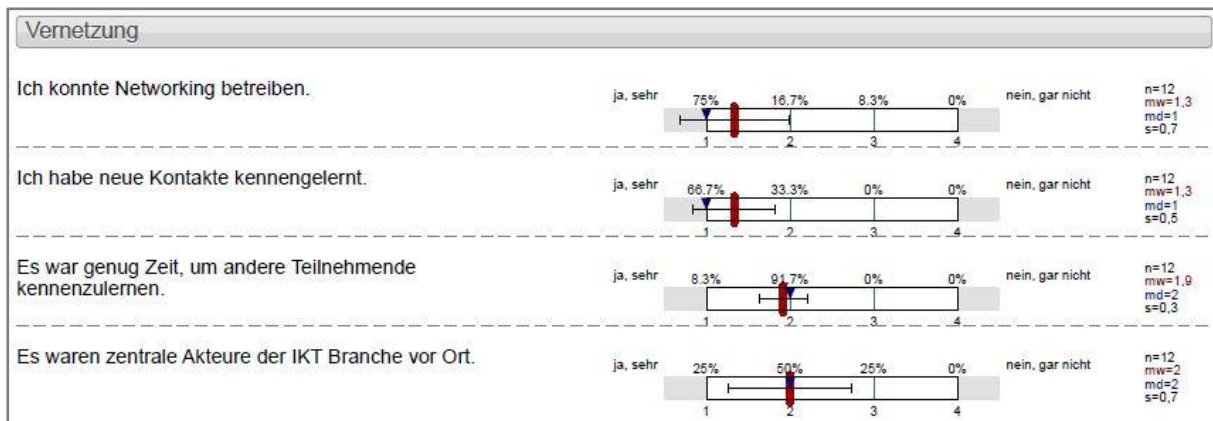 Vernetzung
Ich konnte Networking betreiben.
ja, sehr
75% 16.7% 8.3% 0%
nein, gar nicht
1 2 3 4
n=12
mw=1,3
md=1
s=0,7
Ich habe neue Kontakte kennengelernt.
ja, sehr
66.7% 33.3% 0% 0%
nein, gar nicht
1 2 3 4
n=12
mw=1,3
md=1
s=0,5
Es war genug Zeit, um andere Teilnehmende
kennenzulernen.
ja, sehr
8.3% 91.7% 0% 0%
nein, gar nicht
1 2 3 4
n=12
mw=1,9
md=2
s=0,3
Es waren zentrale Akteure der IKT Branche vor Ort.
ja, sehr
25% 50% 25% 0%
nein, gar nicht
1 2 3 4
n=12
mw=2
md=2
s=0,7